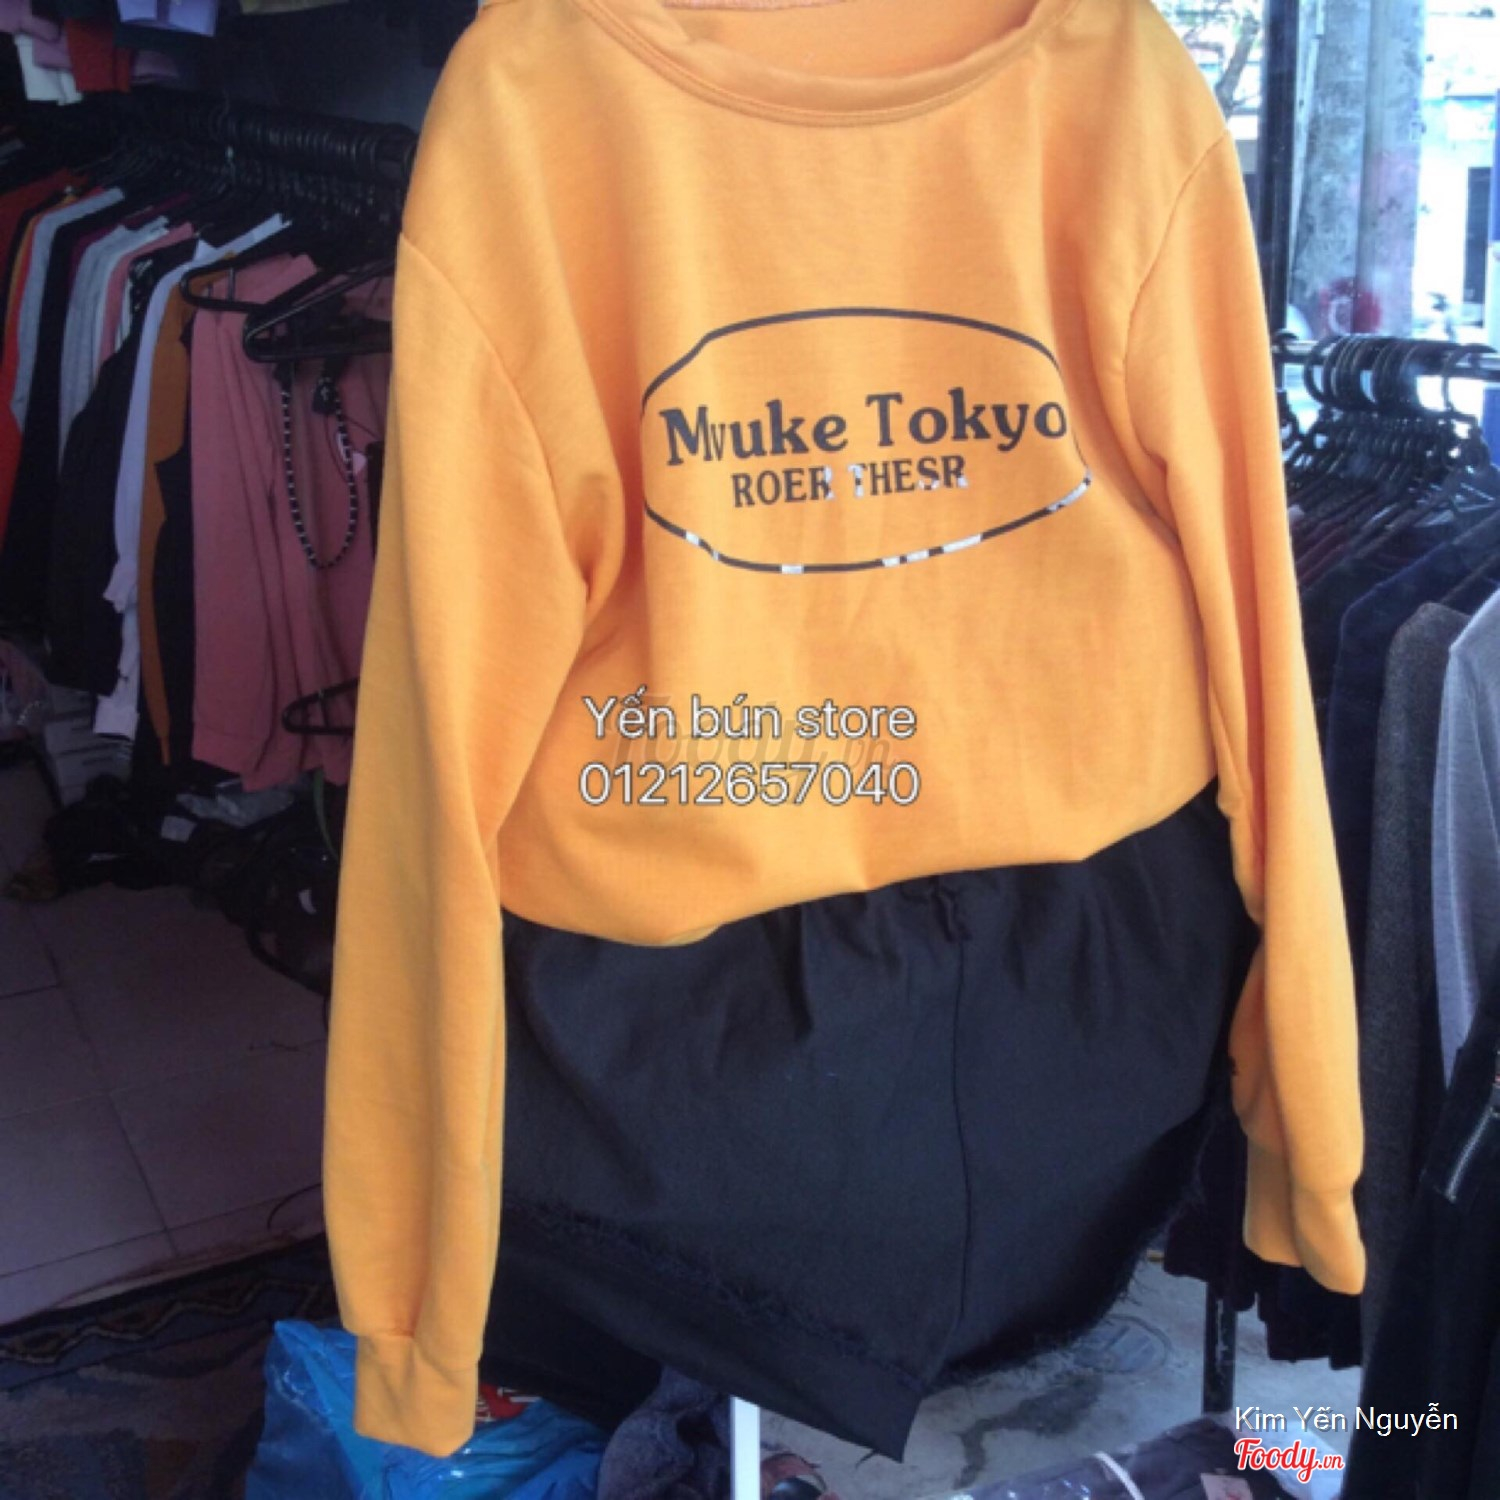 Mvuke Tokyo
ROER THESR
Yến bún store
01212657040
Kim Yến Nguyễn
Foody.vn